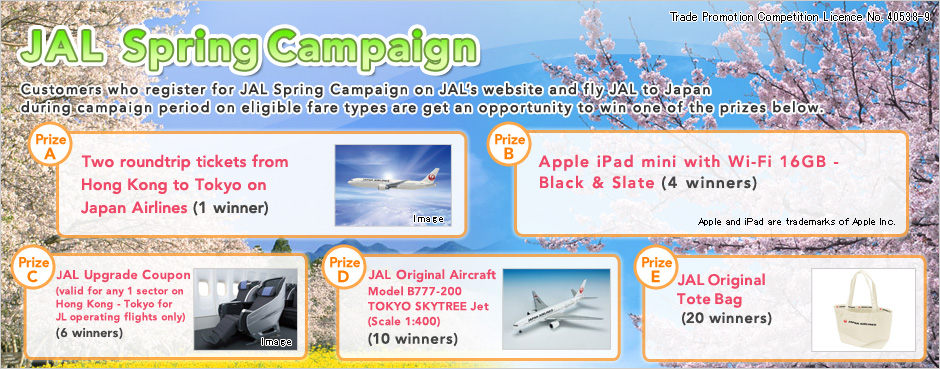 Trade Promotion Competition Licence No. 40538-9
JAL Spring Campaign
Customers who register for JAL Spring Campaign on JAL's website and fly JAL to Japan
during campaign period on eligible fare types are get an opportunity to win one of the prizes below.
Prize
A
Two roundtrip tickets from
Hong Kong to Tokyo on
Japan Airlines (1 winner)
Image
Prize
B
Apple iPad mini with Wi-Fi 16GB -
Black & Slate (4 winners)
Apple and iPad are trademarks of Apple Inc.
Prize
C
JAL Upgrade Coupon
(valid for any 1 sector on
Hong Kong - Tokyo for
JL operating flights only)
(6 winners)
Image
Prize
D
JAL Original Aircraft
Model B777-200
TOKYO SKYTREE Jet
(Scale 1:400)
(10 winners)
Prize
E
JAL Original
Tote Bag
(20 winners)
JAPAN AIRLINES